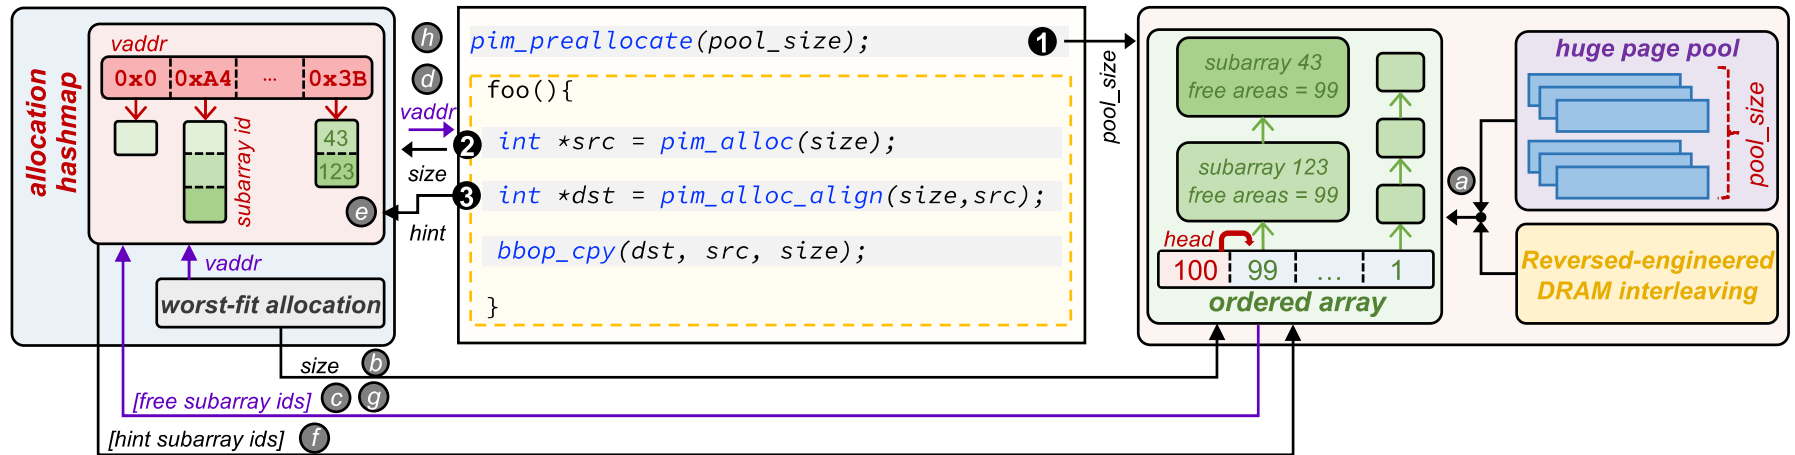 allocation
hashmap
vaddr
0x0 0xA4 ... 0x3B
43
123
subarray id
e
vaddr
worst-fit allocation
h
d
vaddr
size
hint
pim_preallocate(pool_size); 1
foo(){
2 int *src = pim_alloc(size);
3 int *dst = pim_alloc_align(size,src);
bbop_cpy(dst, src, size);
}
pool_size
subarray 43
free areas = 99
subarray 123
free areas = 99
head
100 99 ... 1
ordered array
a
huge page pool
pool_size
Reversed-engineered
DRAM interleaving
size b
[free subarray ids] c g
[hint subarray ids] f